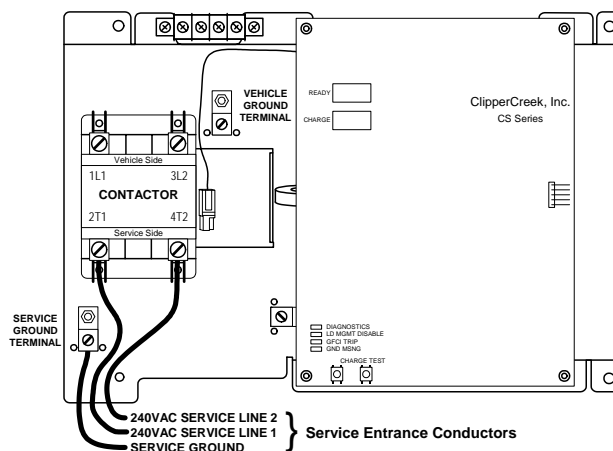 READY
CHARGE
ClipperCreek, Inc.
CS Series
VEHICLE
GROUND
TERMINAL
Vehicle Side
1L1 3L2
CONTACTOR
2T1 4T2
Service Side
SERVICE
GROUND
TERMINAL
DIAGNOSTICS
LD MGMT DISABLE
GFCI TRIP
GND MSNG
CHARGE TEST
240VAC SERVICE LINE 2
240VAC SERVICE LINE 1
SERVICE GROUND
Service Entrance Conductors